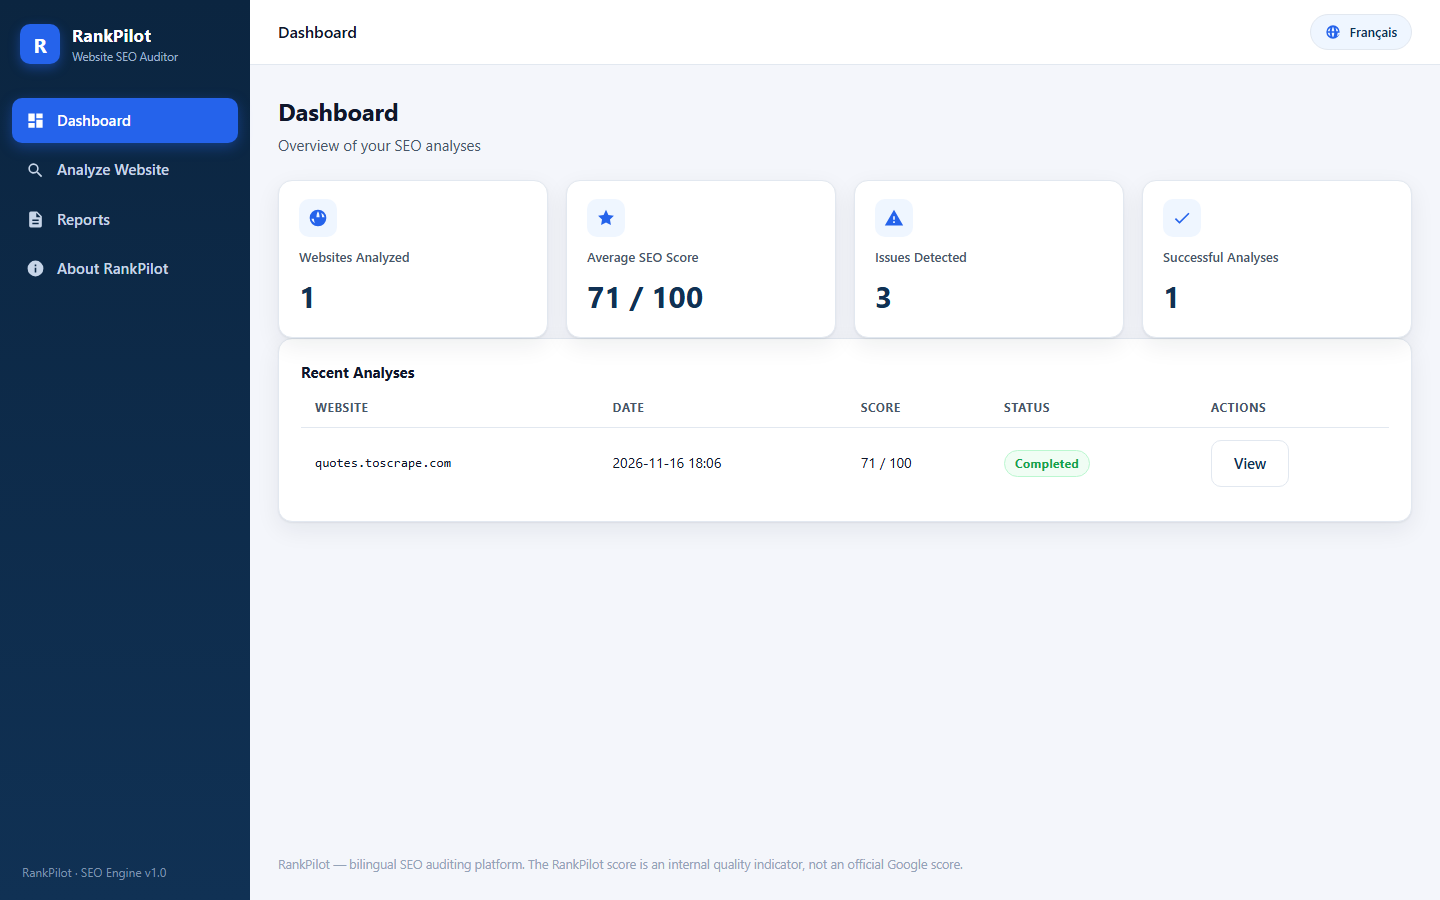 R
RankPilot
Website SEO Auditor
Dashboard
Analyze Website
Reports
About RankPilot
RankPilot · SEO Engine v1.0
Dashboard
Français
Dashboard
Overview of your SEO analyses
Websites Analyzed
1
Average SEO Score
71 / 100
Issues Detected
3
Successful Analyses
1
Recent Analyses
WEBSITE DATE SCORE STATUS ACTIONS
quotes.toscrape.com 2026-11-16 18:06 71 / 100 Completed View
RankPilot — bilingual SEO auditing platform. The RankPilot score is an internal quality indicator, not an official Google score.